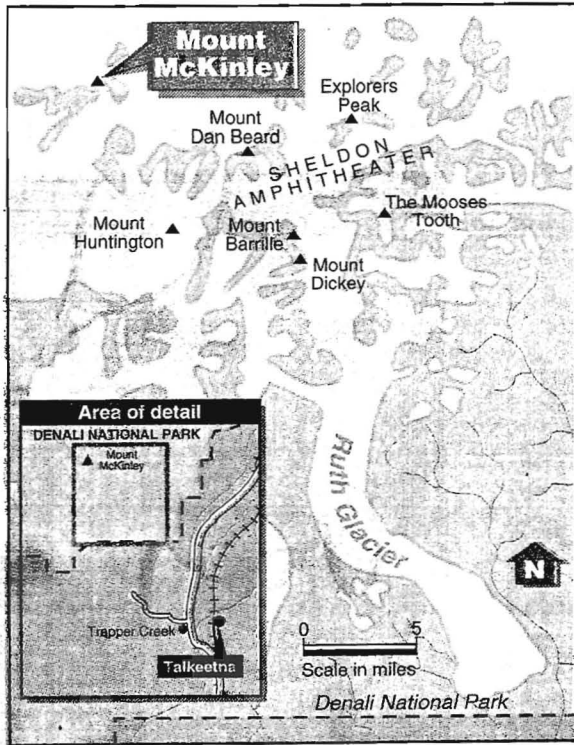 Mount
McKinley
Explorers
Peak
Mount
Dan Beard
SHELDON
AMPHITHEATER
The Mooses
Tooth
Mount
Huntington
Mount
Barrille
Mount
Dickey
Area of detail
DENALI NATIONAL PARK
Mount
McKinley
Trapper Creek
Talkeetna
Ruth Glacier
N
0 5
Scale in miles
Denali National Park